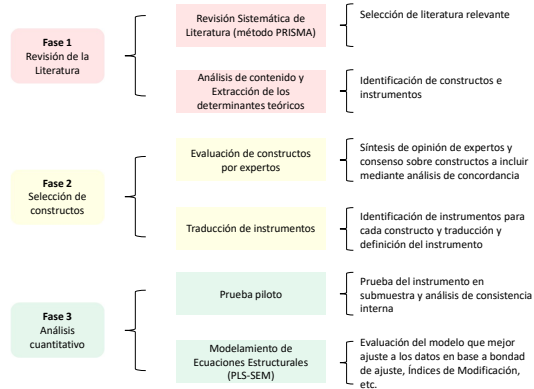 Fase 1
Revisión de la
Literatura
Revisión Sistemática de
Literatura (método PRISMA)
Selección de literatura relevante
Análisis de contenido y
Extracción de los
determinantes teóricos
Identificación de constructos e
instrumentos
Fase 2
Selección de
constructos
Evaluación de constructos
por expertos
Síntesis de opinión de expertos y
consenso sobre constructos a incluir
mediante análisis de concordancia
Traducción de instrumentos
Identificación de instrumentos para
cada constructo y traducción y
definición del instrumento
Fase 3
Análisis
cuantitativo
Prueba piloto
Prueba del instrumento en
submuestra y análisis de consistencia
interna
Modelamiento de
Ecuaciones Estructurales
(PLS-SEM)
Evaluación del modelo que mejor
ajuste a los datos en base a bondad
de ajuste, Índices de Modificación,
etc.